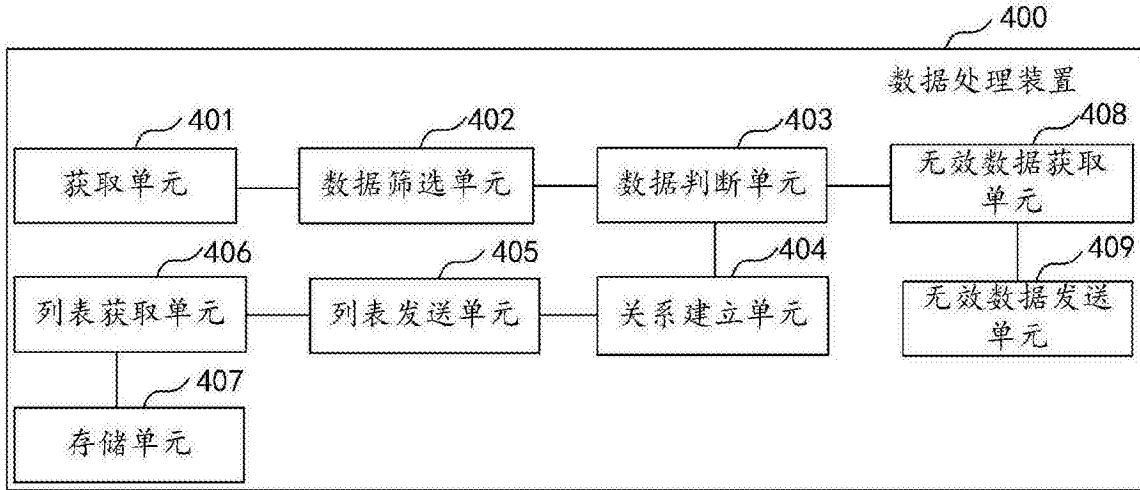 400
数据处理装置
401
402
403
408
获取单元
数据筛选单元
数据判断单元
无效数据获取
单元
406
405
404
409
列表获取单元
列表发送单元
关系建立单元
无效数据发送
单元
407
存储单元